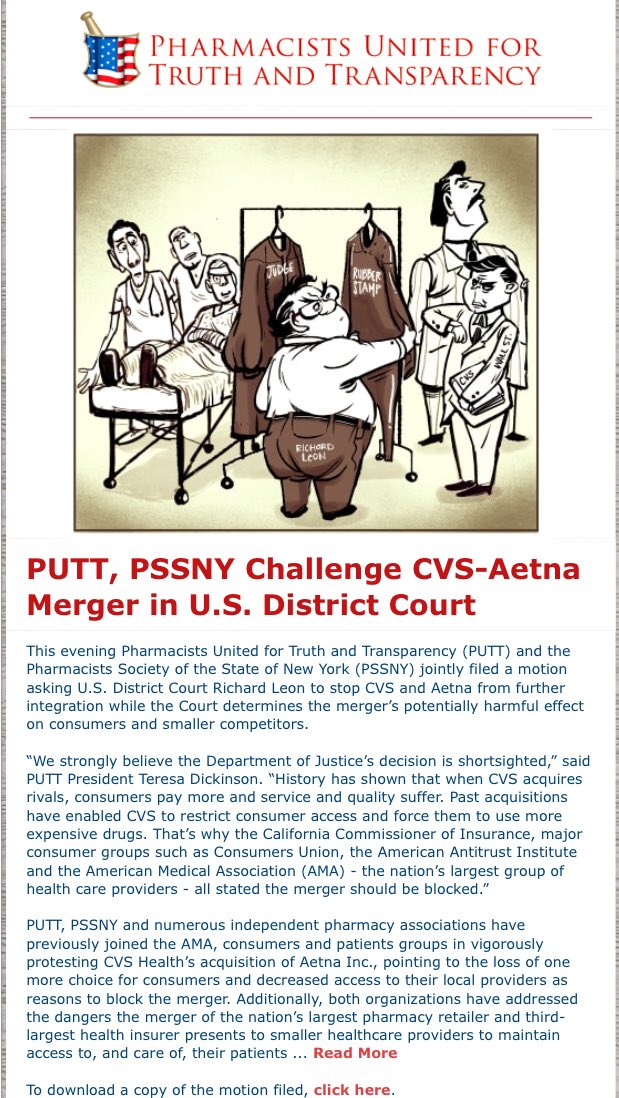 PHARMACISTS UNITED FOR
TRUTH AND TRANSPARENCY
JUDGE
RUBBER
STAMP
CVS
WALL ST.
RICHARD
LEON
PUTT, PSSNY Challenge CVS-Aetna
Merger in U.S. District Court
This evening Pharmacists United for Truth and Transparency (PUTT) and the
Pharmacists Society of the State of New York (PSSNY) jointly filed a motion
asking U.S. District Court Richard Leon to stop CVS and Aetna from further
integration while the Court determines the merger’s potentially harmful effect
on consumers and smaller competitors.
“We strongly believe the Department of Justice’s decision is shortsighted,” said
PUTT President Teresa Dickinson. “History has shown that when CVS acquires
rivals, consumers pay more and service and quality suffer. Past acquisitions
have enabled CVS to restrict consumer access and force them to use more
expensive drugs. That’s why the California Commissioner of Insurance, major
consumer groups such as Consumers Union, the American Antitrust Institute
and the American Medical Association (AMA) - the nation’s largest group of
health care providers - all stated the merger should be blocked.”
PUTT, PSSNY and numerous independent pharmacy associations have
previously joined the AMA, consumers and patients groups in vigorously
protesting CVS Health’s acquisition of Aetna Inc., pointing to the loss of one
more choice for consumers and decreased access to their local providers as
reasons to block the merger. Additionally, both organizations have addressed
the dangers the merger of the nation’s largest pharmacy retailer and third-
largest health insurer presents to smaller healthcare providers to maintain
access to, and care of, their patients ... Read More
To download a copy of the motion filed, click here.